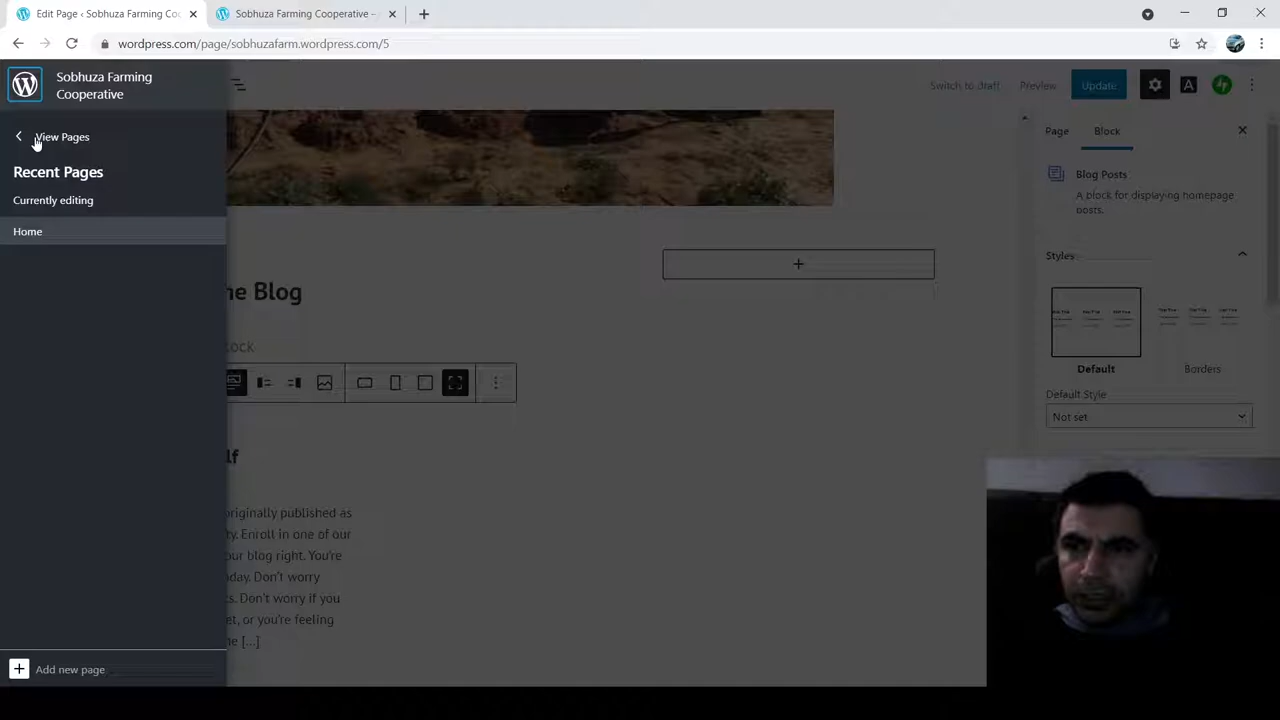 Edit Page ‹ Sobhuza Farming Co
Sobhuza Farming Cooperative –
wordpress.com/page/sobhuzafarm.wordpress.com/5
Sobhuza Farming
Cooperative
Switch to draft
Preview
Update
View Pages
Recent Pages
Currently editing
Home
Add new page
he Blog
ock
lf
originally published as
ty. Enroll in one of our
our blog right. You're
nday. Don't worry
s. Don't worry if you
et, or you're feeling
ne [...]
Page
Block
Blog Posts
A block for displaying homepage
posts.
Styles
Default
Borders
Default Style
Not set